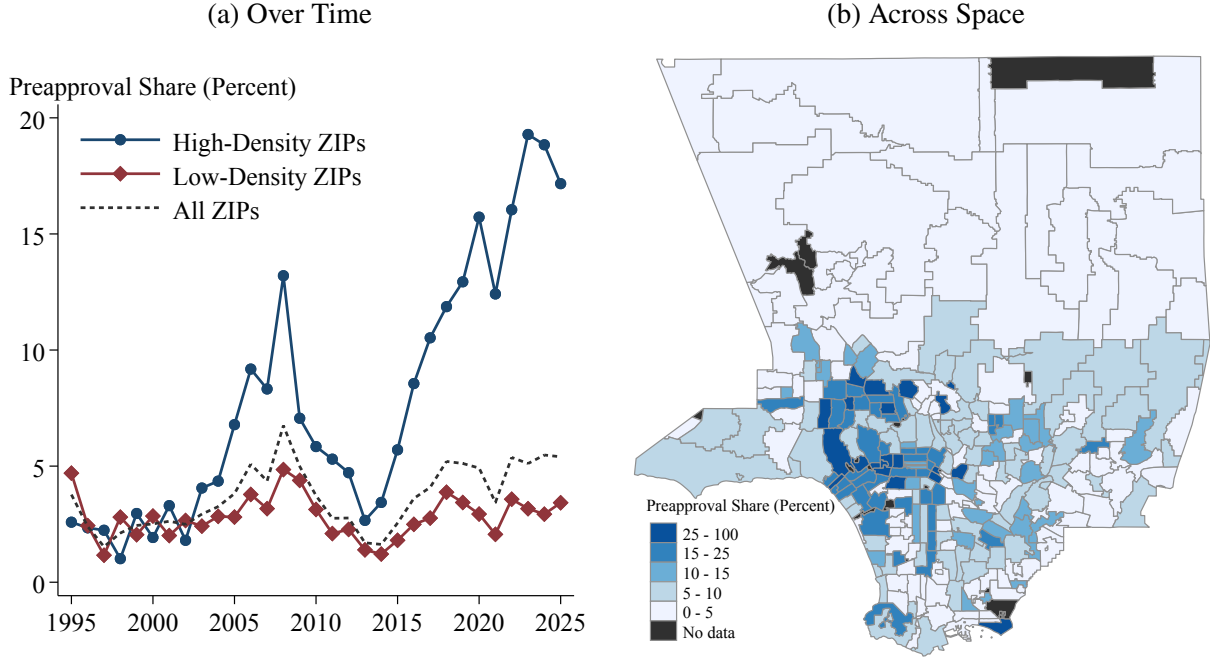 (a) Over Time
Preapproval Share (Percent)
20
15
10
5
0
High-Density ZIPs
Low-Density ZIPs
All ZIPs
1995 2000 2005 2010 2015 2020 2025
(b) Across Space
Preapproval Share (Percent)
25 - 100
15 - 25
10 - 15
5 - 10
0 - 5
No data